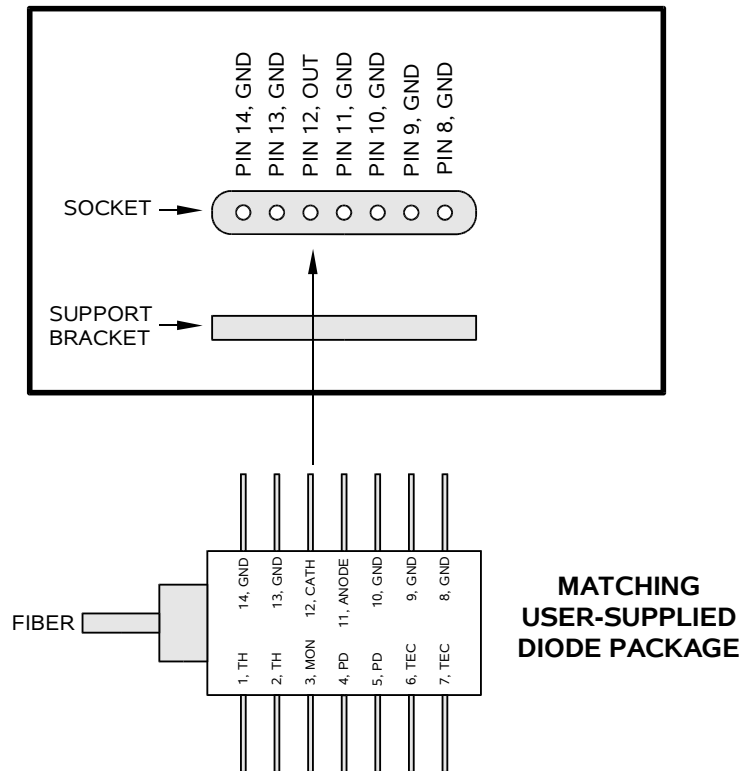 PIN 14, GND
PIN 13, GND
PIN 12, OUT
PIN 11, GND
PIN 10, GND
PIN 9, GND
PIN 8, GND
SOCKET
SUPPORT
BRACKET
14, GND
13, GND
12, CATH
11, ANODE
10, GND
9, GND
8, GND
FIBER
1, TH
2, TH
3, MON
4, PD
5, PD
6, TEC
7, TEC
MATCHING
USER-SUPPLIED
DIODE PACKAGE